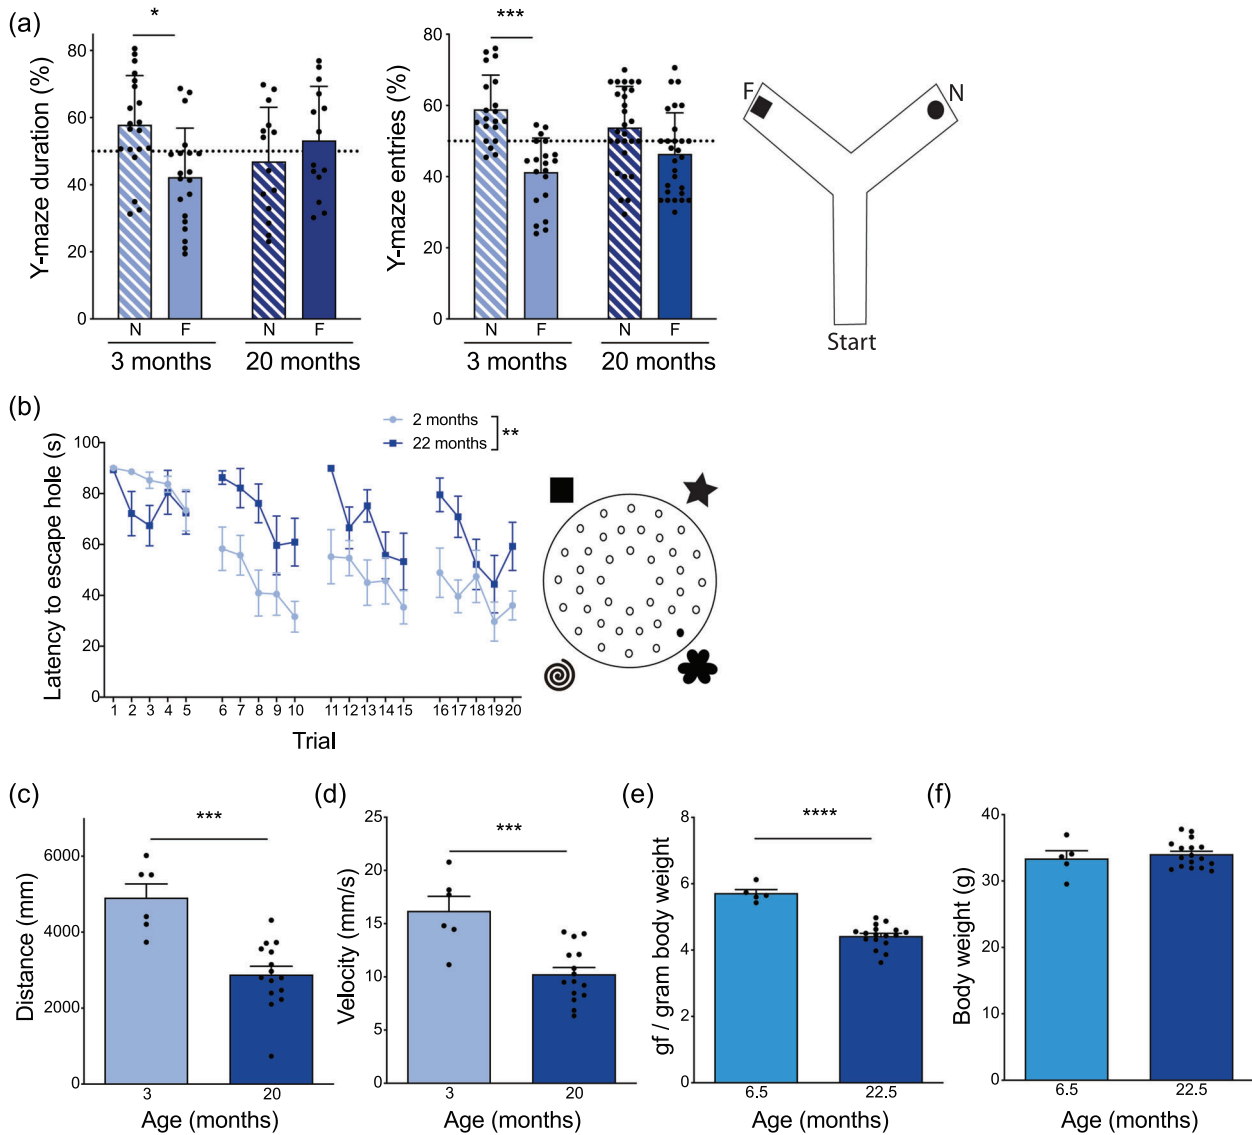 (a)
*
***
Y-maze duration (%)
80
60
40
20
0
N F N F
3 months 20 months
Y-maze entries (%)
80
60
40
20
0
N F N F
3 months 20 months
F N
Start
(b)
2 months
22 months
**
Latency to escape hole (s)
100
80
60
40
20
0
1 2 3 4 5 6 7 8 9 10 11 12 13 14 15 16 17 18 19 20
Trial
(c)
***
Distance (mm)
6000
4000
2000
0
3 20
Age (months)
(d)
***
Velocity (mm/s)
25
20
15
10
5
0
3 20
Age (months)
(e)
****
gf / gram body weight
8
6
4
2
0
6.5 22.5
Age (months)
(f)
Body weight (g)
40
30
20
10
0
6.5 22.5
Age (months)